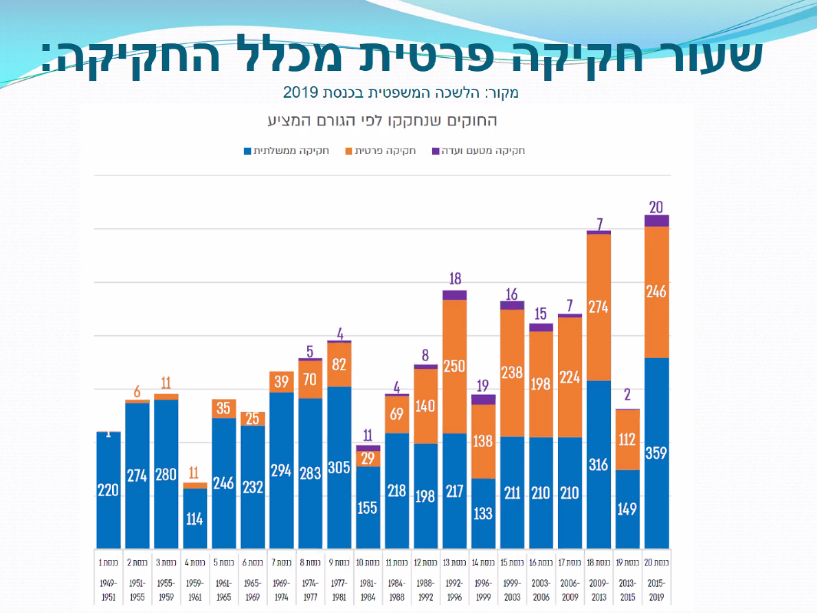 שעור חקיקה פרטית מכלל החקיקה:
מקור: הלשכה המשפטית בכנסת 2019
החוקים שנחקקו לפי הגורם המציע
חקיקה ממשלתית חקיקה פרטית חקיקה מטעם ועדה
1 6 11 11 35 25 39 5 70 4 82 11 29 4 69 8 140 18 250 19 138 16 238 15 198 7 224 7 274 2 112 20 246
220 274 280 114 246 232 294 283 305 155 218 198 217 133 211 210 210 316 149 359
כנסת 1 כנסת 2 כנסת 3 כנסת 4 כנסת 5 כנסת 6 כנסת 7 כנסת 8 כנסת 9 כנסת 10 כנסת 11 כנסת 12 כנסת 13 כנסת 14 כנסת 15 כנסת 16 כנסת 17 כנסת 18 כנסת 19 כנסת 20
1949- 1951- 1955- 1959- 1961- 1965- 1969- 1974- 1977- 1981- 1984- 1988- 1992- 1996- 1999- 2003- 2006- 2009- 2013- 2015-
1951 1955 1959 1961 1965 1969 1974 1977 1981 1984 1988 1992 1996 1999 2003 2006 2009 2013 2015 2019